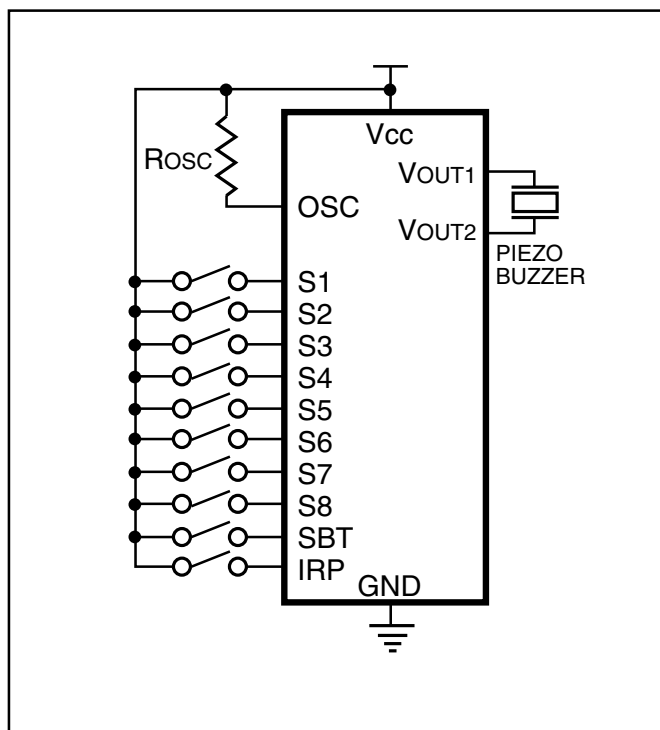 Vcc
ROSC
VOUT1
OSC
VOUT2
PIEZO
BUZZER
S1
S2
S3
S4
S5
S6
S7
S8
SBT
IRP
GND